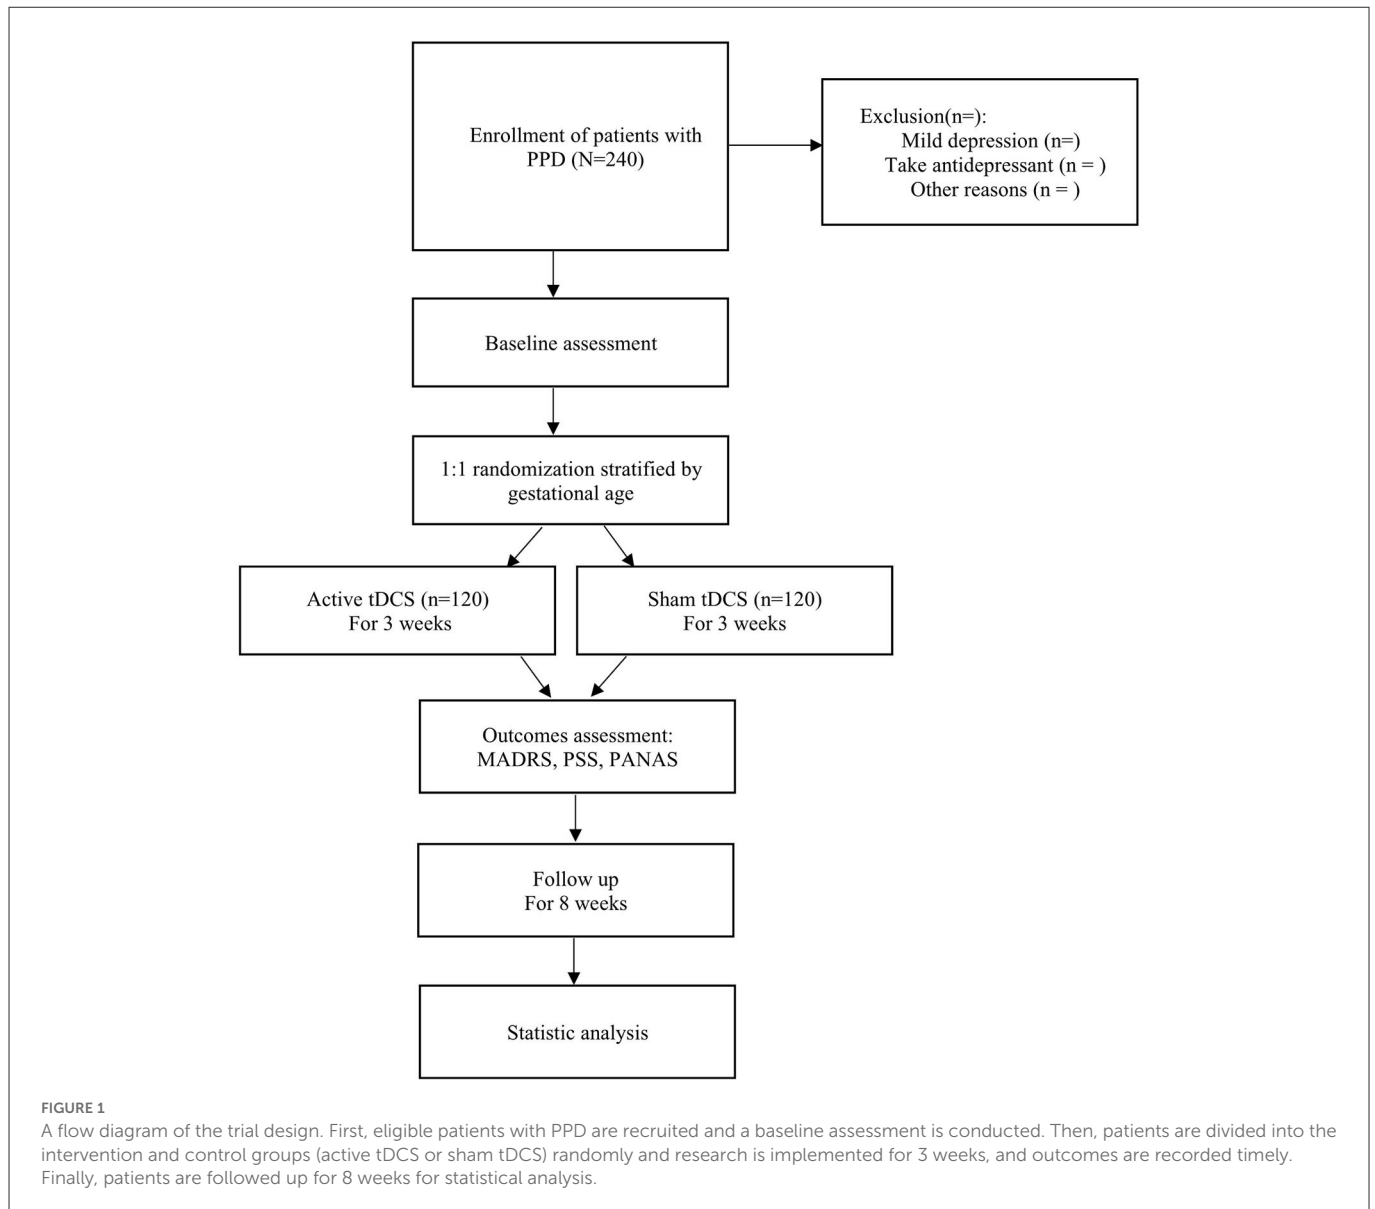 Enrollment of patients with
PPD (N=240)
Exclusion(n=):
Mild depression (n=)
Take antidepressant (n = )
Other reasons (n = )
Baseline assessment
1:1 randomization stratified by
gestational age
Active tDCS (n=120)
For 3 weeks
Sham tDCS (n=120)
For 3 weeks
Outcomes assessment:
MADRS, PSS, PANAS
Follow up
For 8 weeks
Statistic analysis
FIGURE 1
A flow diagram of the trial design. First, eligible patients with PPD are recruited and a baseline assessment is conducted. Then, patients are divided into the
intervention and control groups (active tDCS or sham tDCS) randomly and research is implemented for 3 weeks, and outcomes are recorded timely.
Finally, patients are followed up for 8 weeks for statistical analysis.